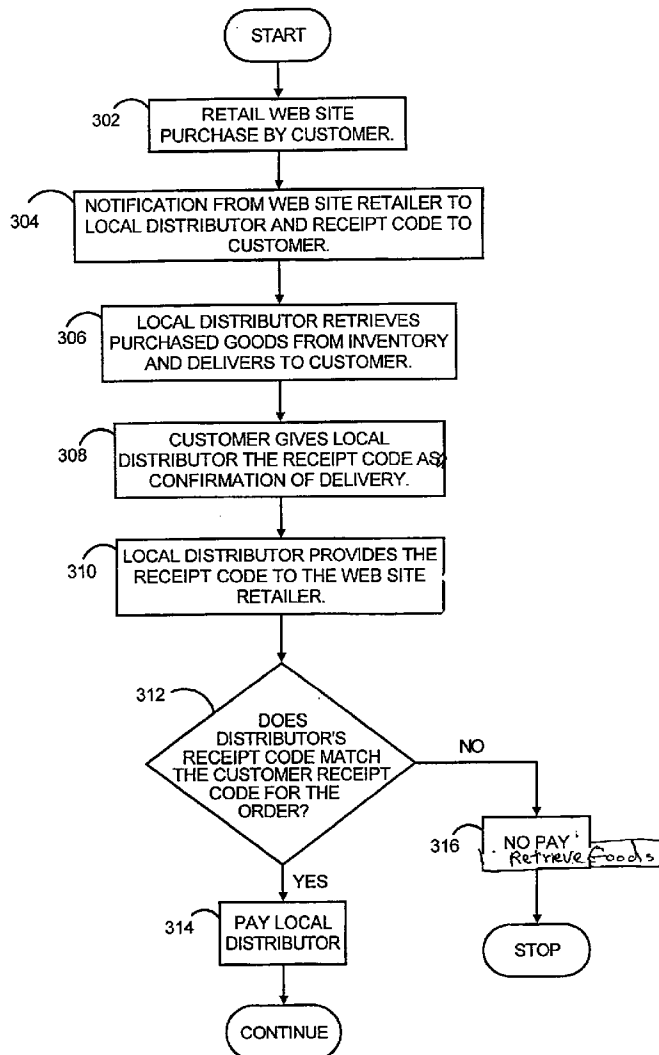 START
302
RETAIL WEB SITE
PURCHASE BY CUSTOMER.
304
NOTIFICATION FROM WEB SITE RETAILER TO
LOCAL DISTRIBUTOR AND RECEIPT CODE TO
CUSTOMER.
306
LOCAL DISTRIBUTOR RETRIEVES
PURCHASED GOODS FROM INVENTORY
AND DELIVERS TO CUSTOMER.
308
CUSTOMER GIVES LOCAL
DISTRIBUTOR THE RECEIPT CODE AS
CONFIRMATION OF DELIVERY.
310
LOCAL DISTRIBUTOR PROVIDES THE
RECEIPT CODE TO THE WEB SITE
RETAILER.
312
DOES
DISTRIBUTOR'S
RECEIPT CODE MATCH
THE CUSTOMER RECEIPT
CODE FOR THE
ORDER?
NO
316
NO PAY
Retrieve Goods
STOP
YES
314
PAY LOCAL
DISTRIBUTOR
CONTINUE